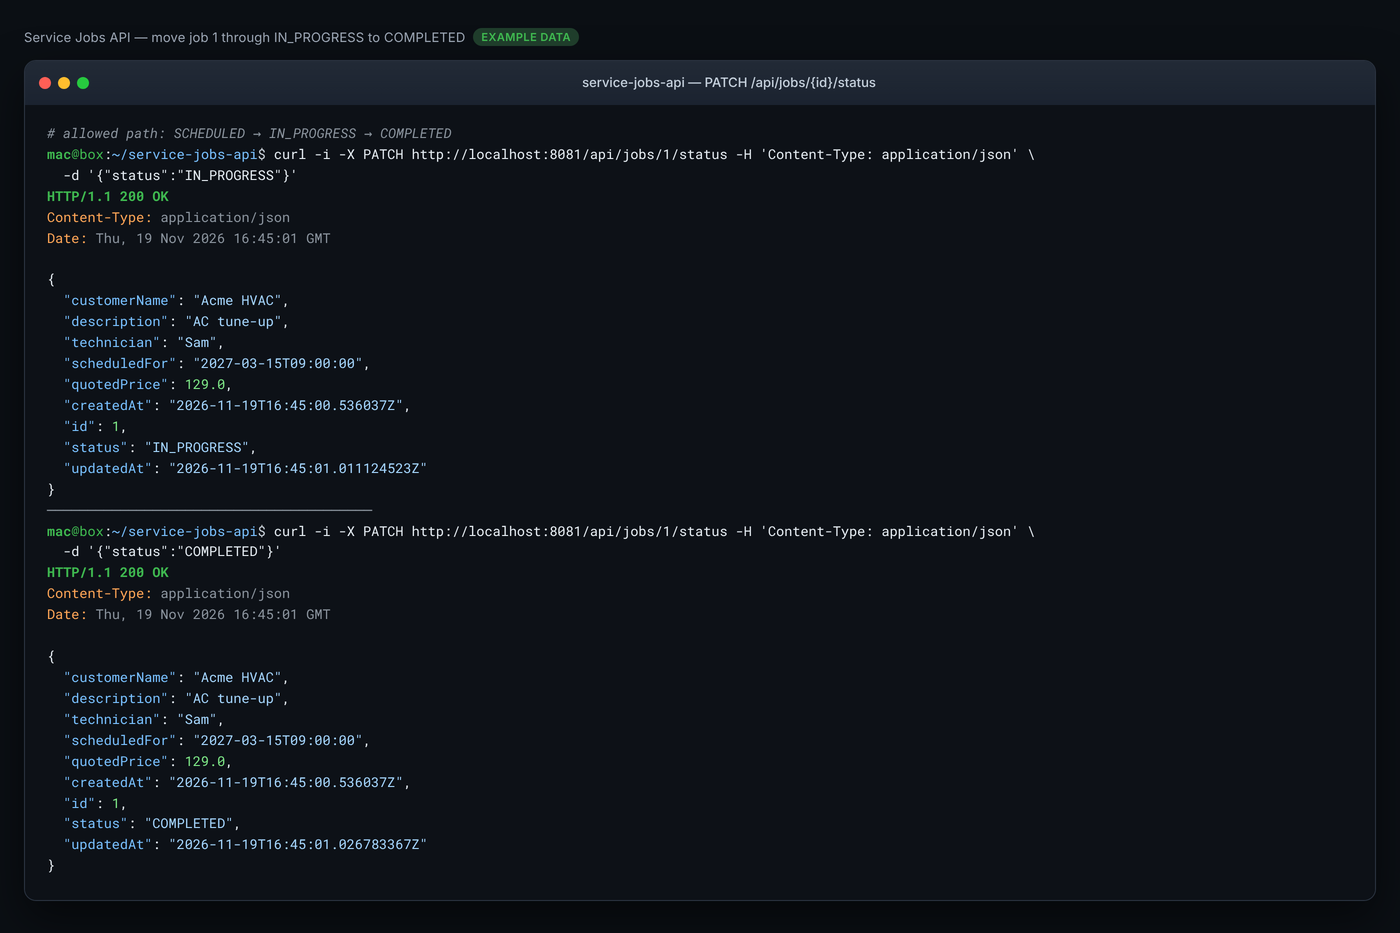 Service Jobs API — move job 1 through IN_PROGRESS to COMPLETED EXAMPLE DATA
service-jobs-api — PATCH /api/jobs/{id}/status
# allowed path: SCHEDULED → IN_PROGRESS → COMPLETED
mac@box:~/service-jobs-api$ curl -i -X PATCH http://localhost:8081/api/jobs/1/status -H 'Content-Type: application/json' \
  -d '{"status":"IN_PROGRESS"}'
HTTP/1.1 200 OK
Content-Type: application/json
Date: Thu, 19 Nov 2026 16:45:01 GMT

{
  "customerName": "Acme HVAC",
  "description": "AC tune-up",
  "technician": "Sam",
  "scheduledFor": "2027-03-15T09:00:00",
  "quotedPrice": 129.0,
  "createdAt": "2026-11-19T16:45:00.536037Z",
  "id": 1,
  "status": "IN_PROGRESS",
  "updatedAt": "2026-11-19T16:45:01.011124523Z"
}
mac@box:~/service-jobs-api$ curl -i -X PATCH http://localhost:8081/api/jobs/1/status -H 'Content-Type: application/json' \
  -d '{"status":"COMPLETED"}'
HTTP/1.1 200 OK
Content-Type: application/json
Date: Thu, 19 Nov 2026 16:45:01 GMT

{
  "customerName": "Acme HVAC",
  "description": "AC tune-up",
  "technician": "Sam",
  "scheduledFor": "2027-03-15T09:00:00",
  "quotedPrice": 129.0,
  "createdAt": "2026-11-19T16:45:00.536037Z",
  "id": 1,
  "status": "COMPLETED",
  "updatedAt": "2026-11-19T16:45:01.026783367Z"
}